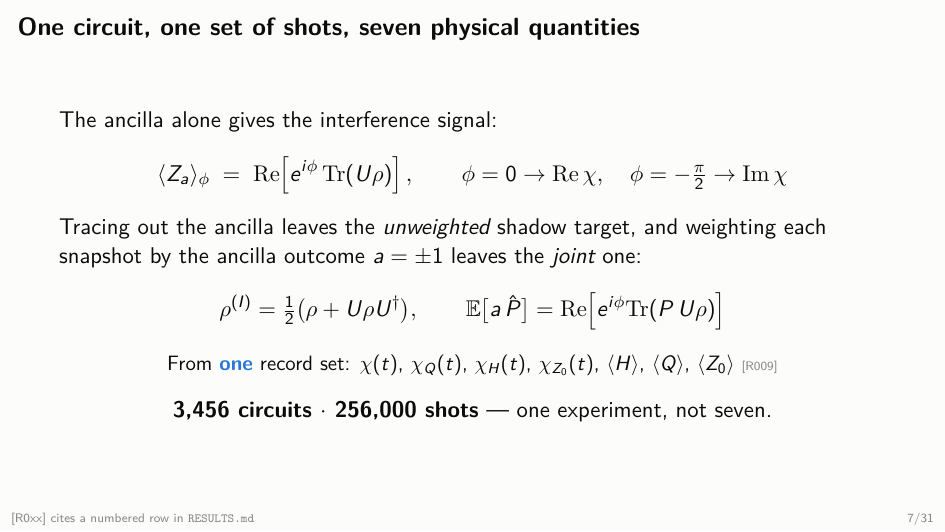 One circuit, one set of shots, seven physical quantities
The ancilla alone gives the interference signal:
⟨Zₐ⟩_ϕ = Re[e^{iϕ} Tr(Uρ)], ϕ = 0 → Re χ, ϕ = −π/2 → Im χ
Tracing out the ancilla leaves the unweighted shadow target, and weighting each
snapshot by the ancilla outcome a = ±1 leaves the joint one:
ρ^{(I)} = ½(ρ + UρU†), 𝔼[a P̂] = Re[e^{iϕ}Tr(P Uρ)]
From one record set: χ(t), χ_Q(t), χ_H(t), χ_{Z₀}(t), ⟨H⟩, ⟨Q⟩, ⟨Z₀⟩ [R009]
3,456 circuits · 256,000 shots — one experiment, not seven.
[R0xx] cites a numbered row in RESULTS.md
7/31